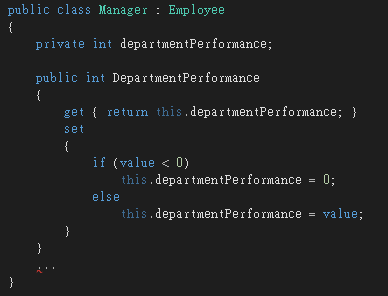 public class Manager : Employee
{
    private int departmentPerformance;

    public int DepartmentPerformance
    {
        get { return this.departmentPerformance; }
        set
        {
            if (value < 0)
                this.departmentPerformance = 0;
            else
                this.departmentPerformance = value;
        }
    }
    ...
}